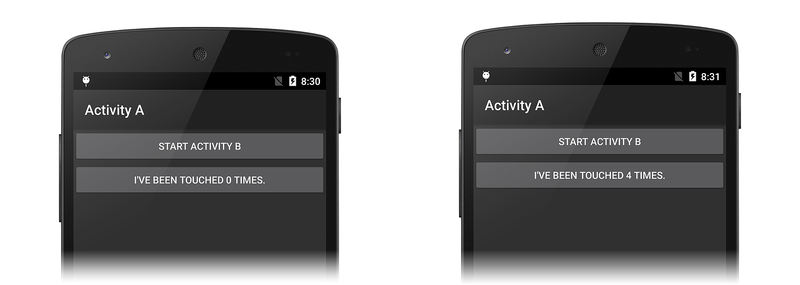 8:30
Activity A
START ACTIVITY B
I'VE BEEN TOUCHED 0 TIMES.
8:31
Activity A
START ACTIVITY B
I'VE BEEN TOUCHED 4 TIMES.